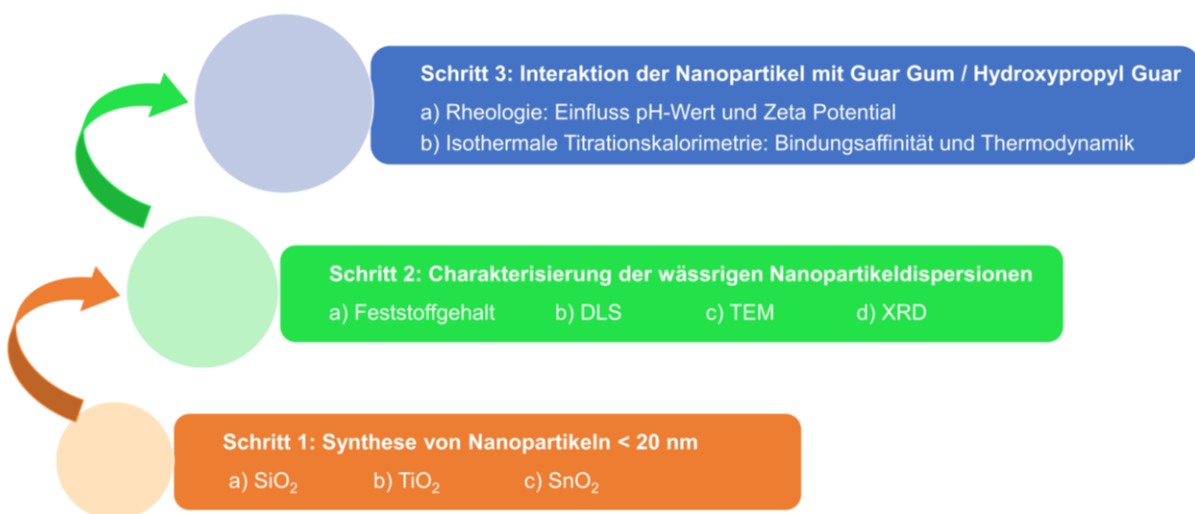 Schritt 3: Interaktion der Nanopartikel mit Guar Gum / Hydroxypropyl Guar
a) Rheologie: Einfluss pH-Wert und Zeta Potential
b) Isothermale Titrationskalorimetrie: Bindungsaffinität und Thermodynamik
Schritt 2: Charakterisierung der wässrigen Nanopartikeldispersionen
a) Feststoffgehalt b) DLS c) TEM d) XRD
Schritt 1: Synthese von Nanopartikeln < 20 nm
a) SiO₂ b) TiO₂ c) SnO₂